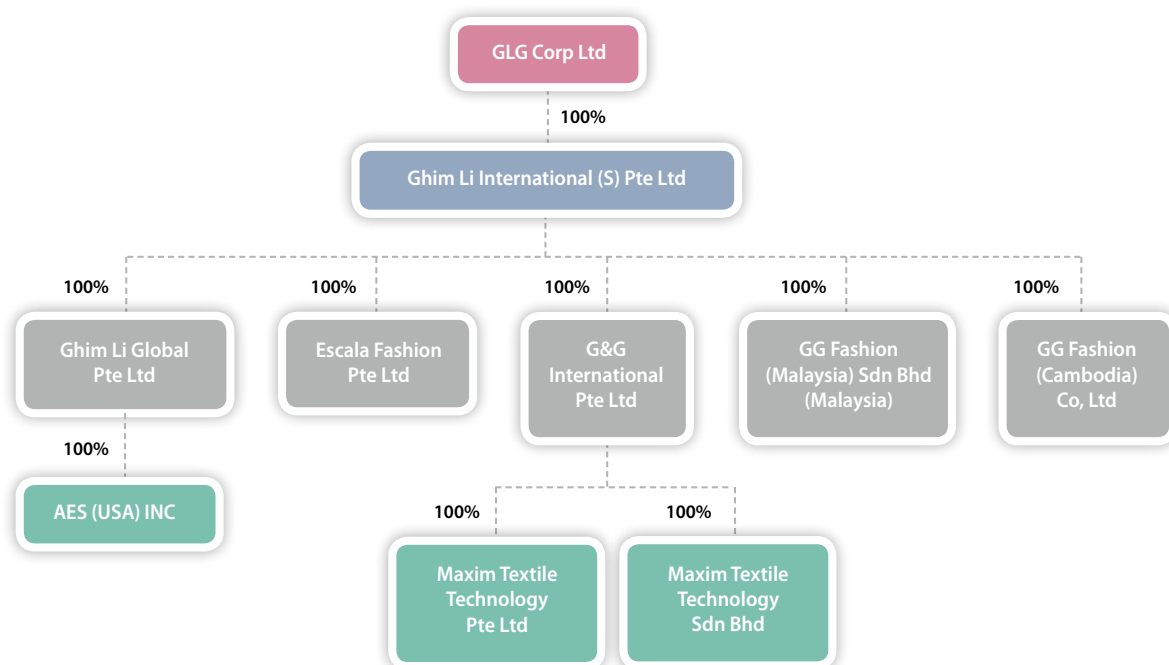 GLG Corp Ltd
100%
Ghim Li International (S) Pte Ltd
100%
100%
100%
100%
100%
Ghim Li Global
Pte Ltd
Escala Fashion
Pte Ltd
G&G
International
Pte Ltd
GG Fashion
(Malaysia) Sdn Bhd
(Malaysia)
GG Fashion
(Cambodia)
Co, Ltd
100%
AES (USA) INC
100%
100%
Maxim Textile
Technology
Pte Ltd
Maxim Textile
Technology
Sdn Bhd